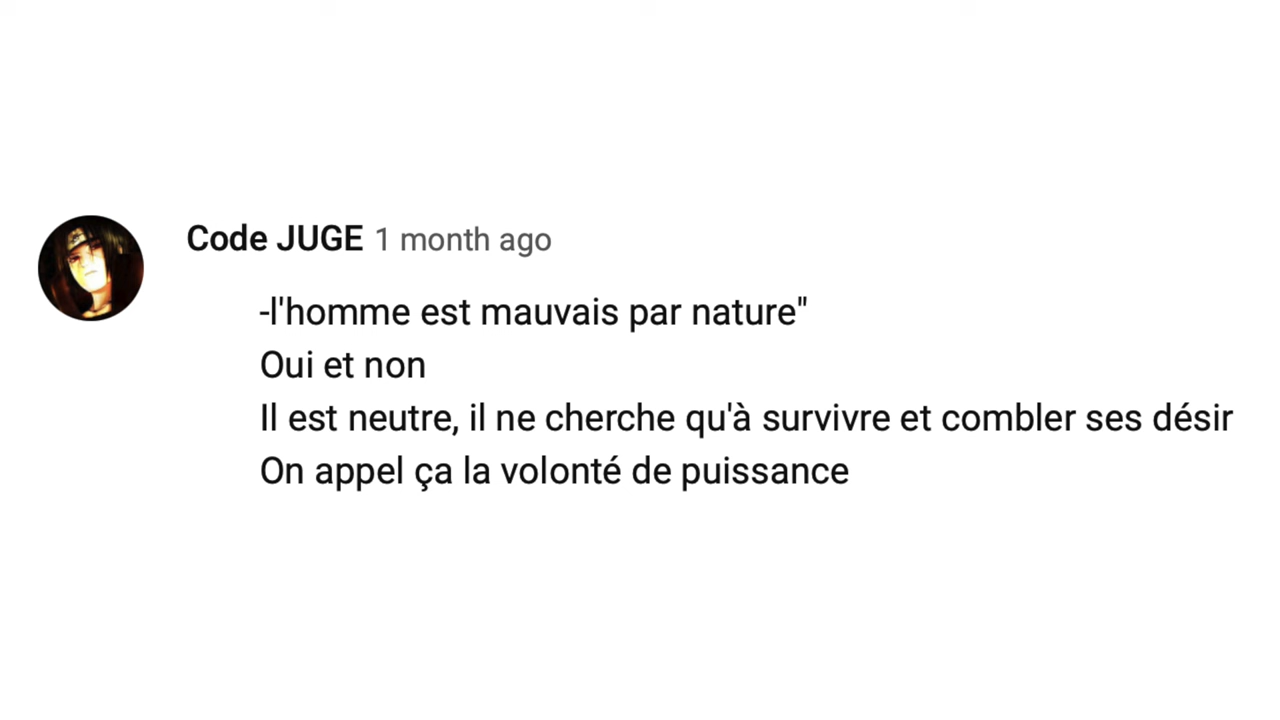 Code JUGE 1 month ago
-l'homme est mauvais par nature"
Oui et non
Il est neutre, il ne cherche qu'à survivre et combler ses désir
On appel ça la volonté de puissance